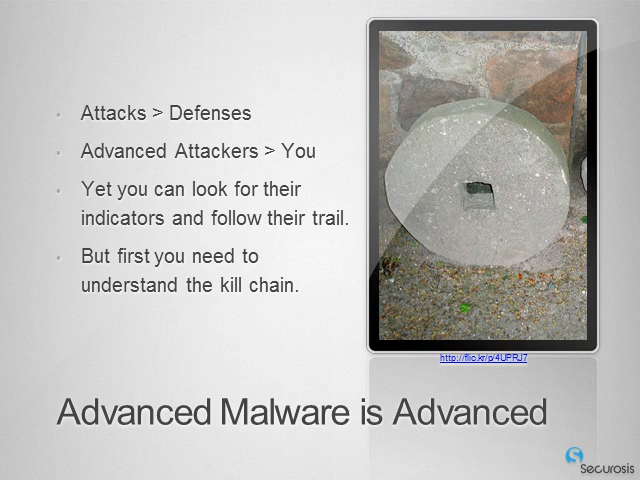 Attacks > Defenses
Advanced Attackers > You
Yet you can look for their
indicators and follow their trail.
But first you need to
understand the kill chain.
http://flic.kr/p/4UPRJ7
Advanced Malware is Advanced
Securosis